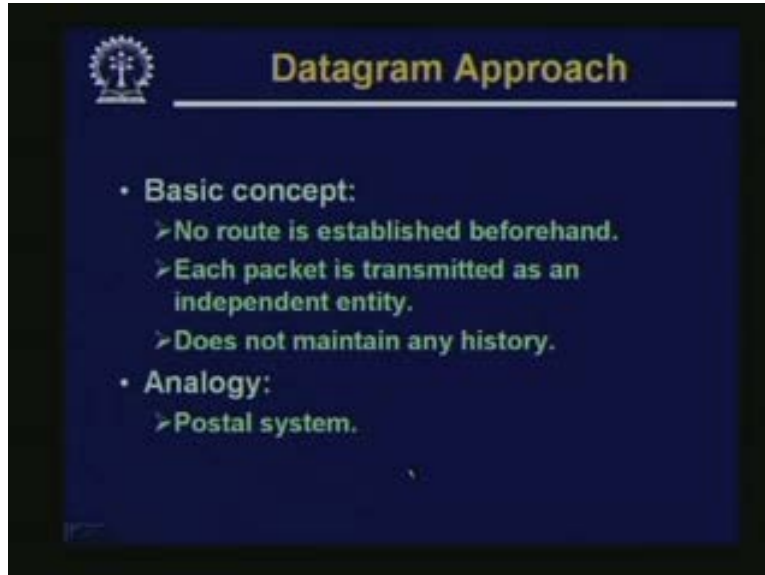 Datagram Approach
• Basic concept:
➢No route is established beforehand.
➢Each packet is transmitted as an
independent entity.
➢Does not maintain any history.
• Analogy:
➢Postal system.